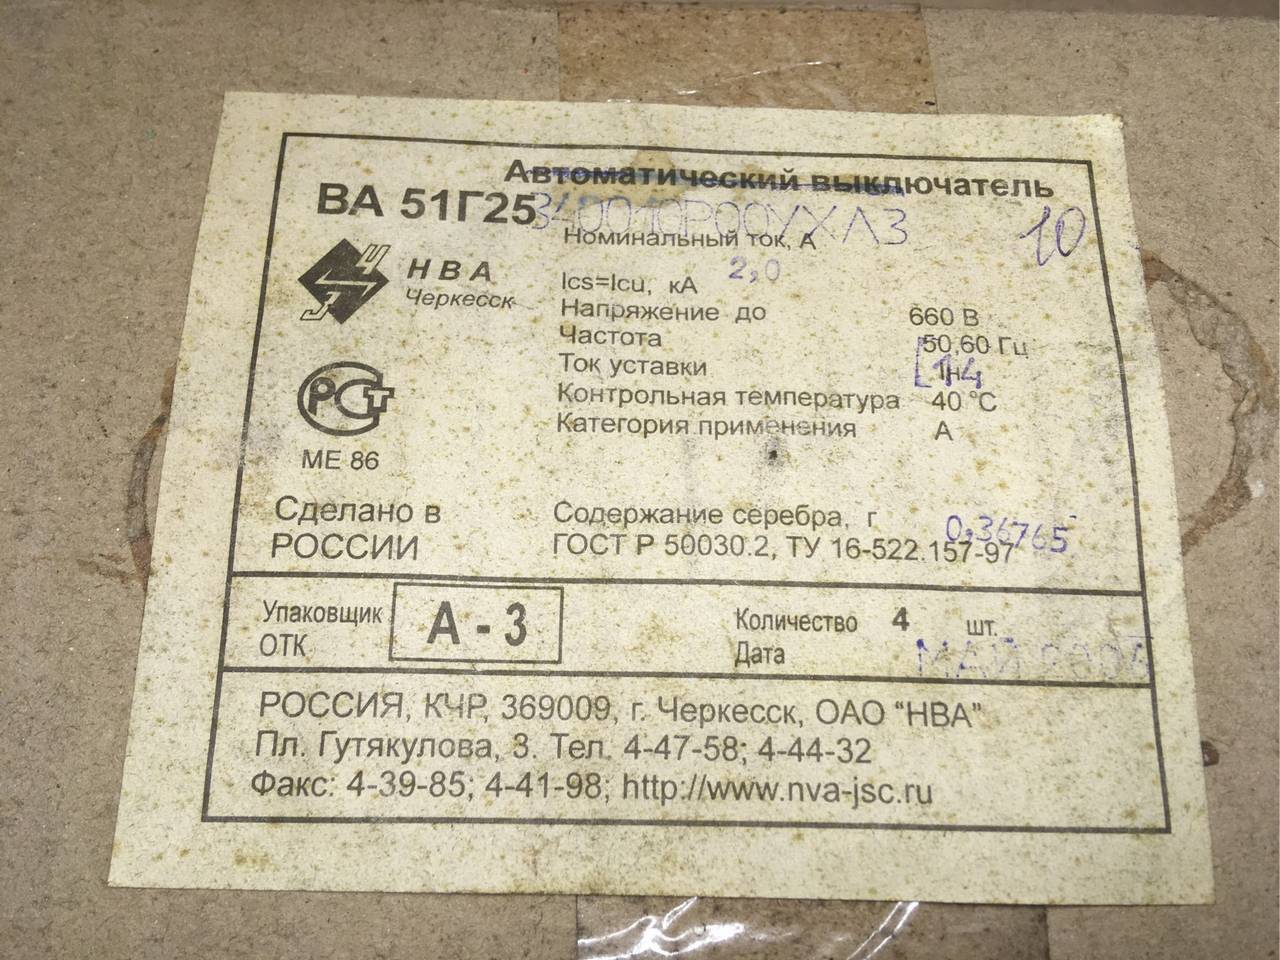 Автоматический выключатель
ВА 51Г25 340010Р00УХЛ3
Номинальный ток, А 10
НВА
Черкесск
Ics=Icu, кА 2,0
Напряжение до 660 В
Частота 50,60 Гц
Ток уставки 14 Iн
Контрольная температура 40 °С
Категория применения А
РСТ
МЕ 86
Сделано в
РОССИИ
Содержание серебра, г 0,36765
ГОСТ Р 50030.2, ТУ 16-522.157-97
Упаковщик
ОТК
А - 3
Количество 4 шт.
Дата МАЙ
РОССИЯ, КЧР, 369009, г. Черкесск, ОАО “НВА”
Пл. Гутякулова, 3. Тел. 4-47-58; 4-44-32
Факс: 4-39-85; 4-41-98; http://www.nva-jsc.ru